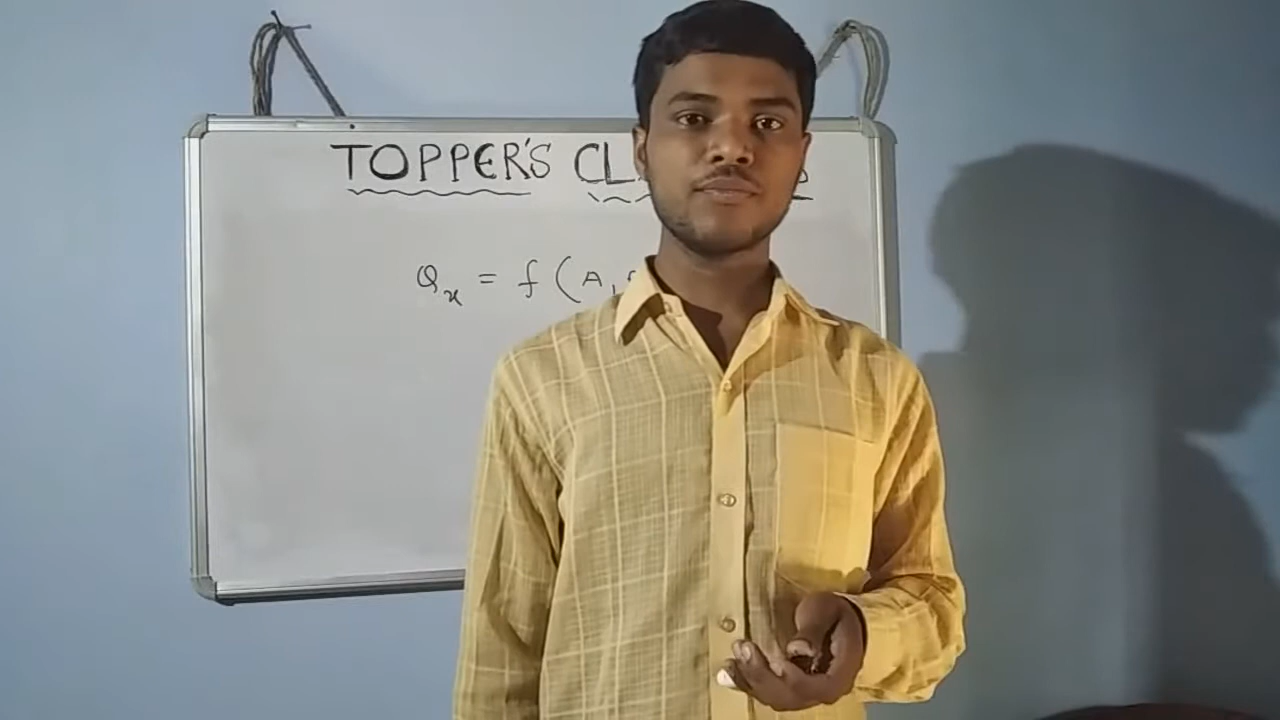 TOPPER'S CL
Qx = f (A,